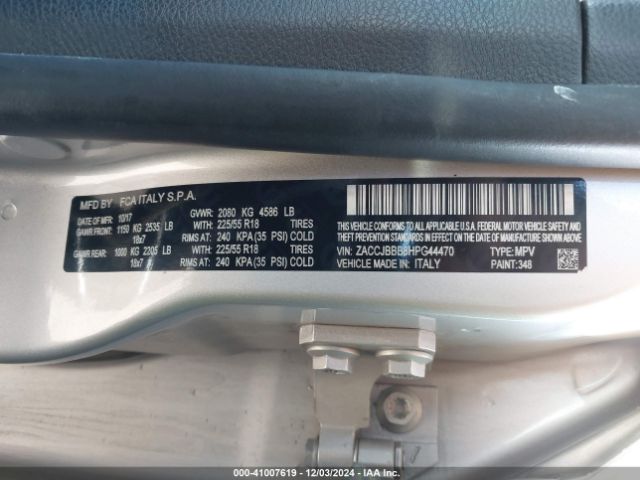 MFD BY FCA ITALY S.P.A.
DATE OF MFR: 10/17 GVWR: 2080 KG 4586 LB
GAWR FRONT: 1150 KG 2535 LB WITH: 225/55 R18 TIRES
18x7 RIMS AT: 240 KPA(35 PSI) COLD
GAWR REAR: 1000 KG 2205 LB WITH: 225/55 R18 TIRES
18x7 RIMS AT: 240 KPA(35 PSI) COLD
THIS VEHICLE CONFORMS TO ALL APPLICABLE U.S.A. FEDERAL MOTOR VEHICLE SAFETY
BUMPER AND THEFT PREVENTION STANDARDS IN EFFECT ON THE DATE OF MANUFACTURE SHOWN ABOVE.
VIN: ZACCJBBB8HPG44470 TYPE: MPV
VEHICLE MADE IN: ITALY PAINT: 348
000-41007619 • 12/03/2024 • IAA Inc.